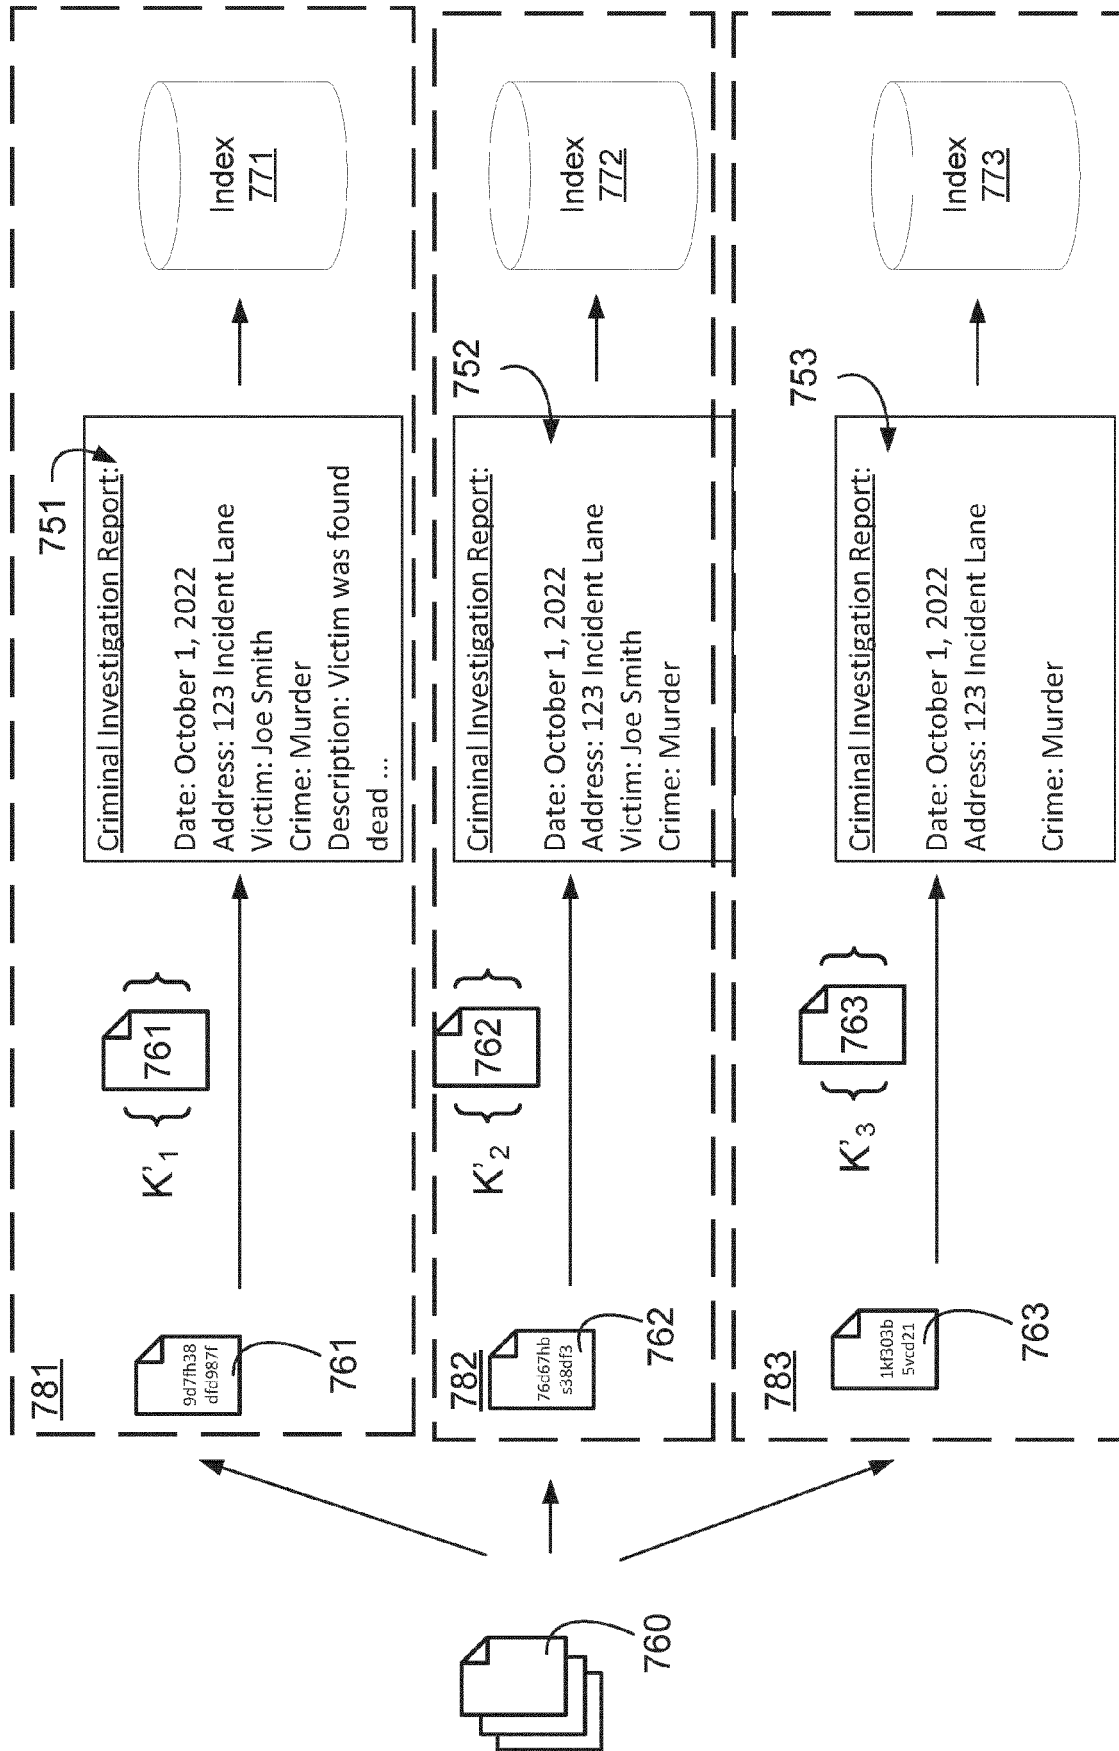 760
781
9d7fh38
dfd987f
761
K'1 { 761 }
751
Criminal Investigation Report:
Date: October 1, 2022
Address: 123 Incident Lane
Victim: Joe Smith
Crime: Murder
Description: Victim was found
dead ...
Index
771
782
76d67hb
s38df3
762
K'2 { 762 }
752
Criminal Investigation Report:
Date: October 1, 2022
Address: 123 Incident Lane
Victim: Joe Smith
Crime: Murder
Index
772
783
1kf303b
5vcd21
763
K'3 { 763 }
753
Criminal Investigation Report:
Date: October 1, 2022
Address: 123 Incident Lane
Crime: Murder
Index
773